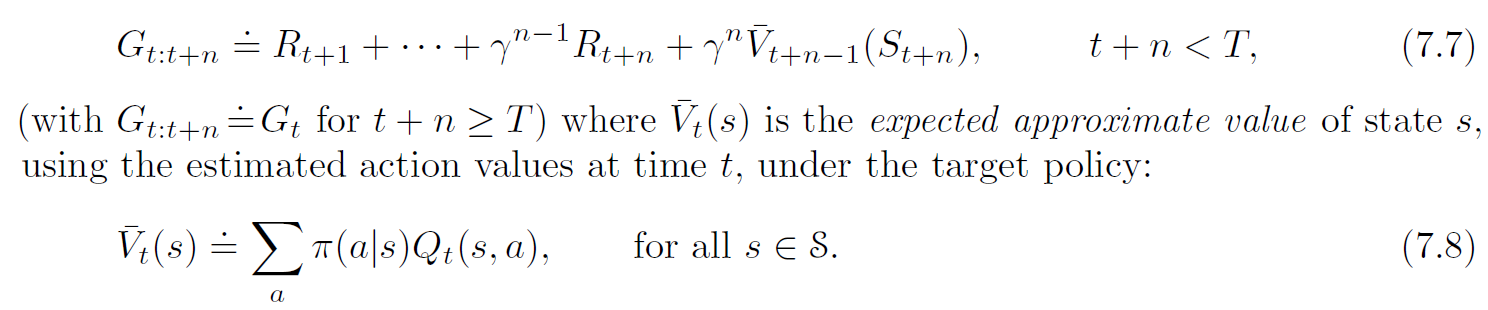 G_{t:t+n} ≐ R_{t+1} + ⋯ + γ^{n−1} R_{t+n} + γ^n V̄_{t+n−1}(S_{t+n}), t + n < T, (7.7)
(with G_{t:t+n} ≐ G_t for t + n ≥ T) where V̄_t(s) is the expected approximate value of state s,
using the estimated action values at time t, under the target policy:
V̄_t(s) ≐ ∑_a π(a|s)Q_t(s, a), for all s ∈ 𝒮. (7.8)